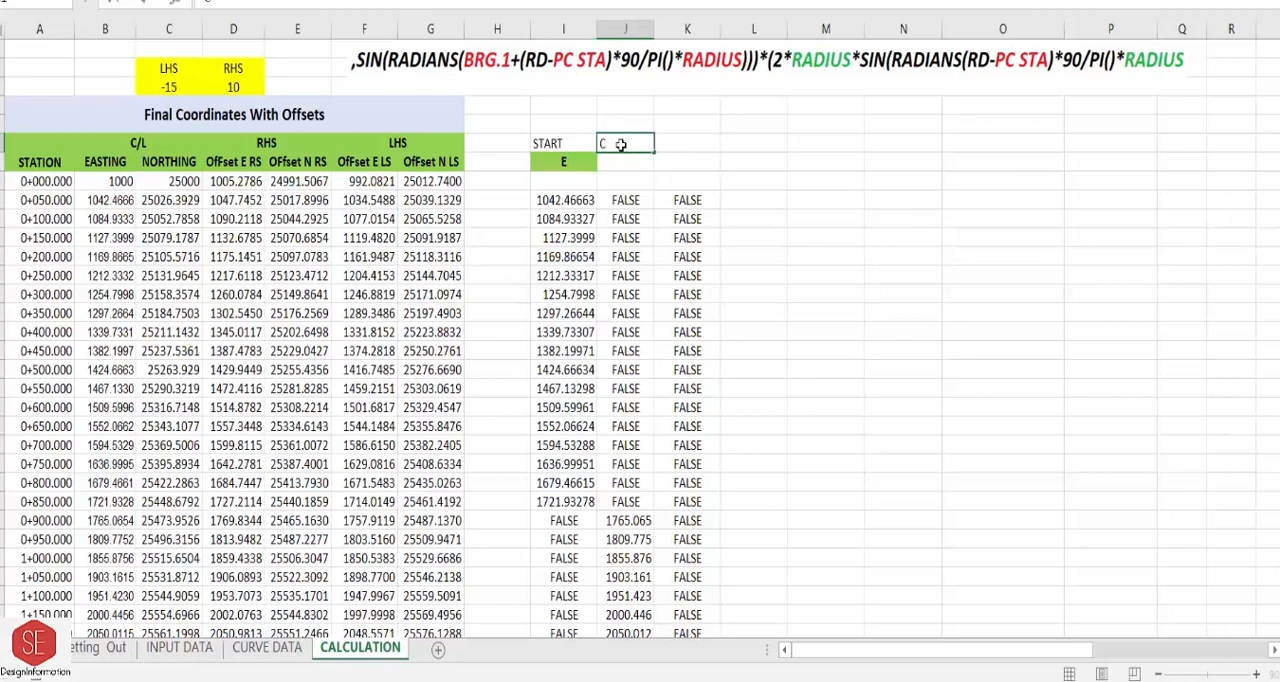 A B C D E F G H I J K L M N O P Q R
,SIN(RADIANS(BRG.1+(RD-PC STA)*90/PI()*RADIUS)))*(2*RADIUS*SIN(RADIANS(RD-PC STA)*90/PI()*RADIUS
LHS RHS
-15 10
Final Coordinates With Offsets
C/L RHS LHS START C
STATION EASTING NORTHING OffSet E RS OffSet N RS OffSet E LS OffSet N LS E
0+000.000 1000 25000 1005.2786 24991.5067 992.0821 25012.7400
0+050.000 1042.4666 25026.3929 1047.7452 25017.8996 1034.5488 25039.1329 1042.46663 FALSE FALSE
0+100.000 1084.9333 25052.7858 1090.2118 25044.2925 1077.0154 25065.5258 1084.93327 FALSE FALSE
0+150.000 1127.3999 25079.1787 1132.6785 25070.6854 1119.4820 25091.9187 1127.3999 FALSE FALSE
0+200.000 1169.8665 25105.5716 1175.1451 25097.0783 1161.9487 25118.3116 1169.86654 FALSE FALSE
0+250.000 1212.3332 25131.9645 1217.6118 25123.4712 1204.4153 25144.7045 1212.33317 FALSE FALSE
0+300.000 1254.7998 25158.3574 1260.0784 25149.8641 1246.8819 25171.0974 1254.7998 FALSE FALSE
0+350.000 1297.2664 25184.7503 1302.5450 25176.2569 1289.3486 25197.4903 1297.26644 FALSE FALSE
0+400.000 1339.7331 25211.1432 1345.0117 25202.6498 1331.8152 25223.8832 1339.73307 FALSE FALSE
0+450.000 1382.1997 25237.5361 1387.4783 25229.0427 1374.2818 25250.2761 1382.19971 FALSE FALSE
0+500.000 1424.6663 25263.929 1429.9449 25255.4356 1416.7485 25276.6690 1424.66634 FALSE FALSE
0+550.000 1467.1330 25290.3219 1472.4116 25281.8285 1459.2151 25303.0619 1467.13298 FALSE FALSE
0+600.000 1509.5996 25316.7148 1514.8782 25308.2214 1501.6817 25329.4547 1509.59961 FALSE FALSE
0+650.000 1552.0662 25343.1077 1557.3448 25334.6143 1544.1484 25355.8476 1552.06624 FALSE FALSE
0+700.000 1594.5329 25369.5006 1599.8115 25361.0072 1586.6150 25382.2405 1594.53288 FALSE FALSE
0+750.000 1636.9995 25395.8934 1642.2781 25387.4001 1629.0816 25408.6334 1636.99951 FALSE FALSE
0+800.000 1679.4661 25422.2863 1684.7447 25413.7930 1671.5483 25435.0263 1679.46615 FALSE FALSE
0+850.000 1721.9328 25448.6792 1727.2114 25440.1859 1714.0149 25461.4192 1721.93278 FALSE FALSE
0+900.000 1765.0654 25473.9526 1769.8344 25465.1630 1757.9119 25487.1370 FALSE 1765.065 FALSE
0+950.000 1809.7752 25496.3156 1813.9482 25487.2277 1803.5160 25509.9471 FALSE 1809.775 FALSE
1+000.000 1855.8756 25515.6504 1859.4338 25506.3047 1850.5383 25529.6686 FALSE 1855.876 FALSE
1+050.000 1903.1615 25531.8712 1906.0893 25522.3092 1898.7700 25546.2138 FALSE 1903.161 FALSE
1+100.000 1951.4230 25544.9059 1953.7073 25535.1701 1947.9967 25559.5091 FALSE 1951.423 FALSE
1+150.000 2000.4456 25554.6966 2002.0763 25544.8302 1997.9998 25569.4956 FALSE 2000.446 FALSE
2050.0115 25561.1998 2050.9813 25551.2466 2048.5571 25576.1288 FALSE 2050.012 FALSE
SE
DesignInformation
etting Out INPUT DATA CURVE DATA CALCULATION